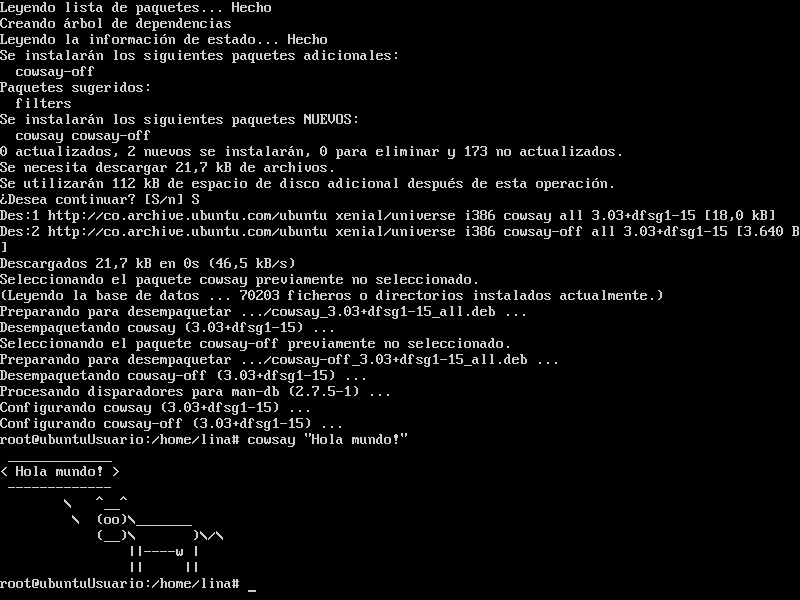 Leyendo lista de paquetes... Hecho
Creando árbol de dependencias
Leyendo la información de estado... Hecho
Se instalarán los siguientes paquetes adicionales:
  cowsay-off
Paquetes sugeridos:
  filters
Se instalarán los siguientes paquetes NUEVOS:
  cowsay cowsay-off
0 actualizados, 2 nuevos se instalarán, 0 para eliminar y 173 no actualizados.
Se necesita descargar 21,7 kB de archivos.
Se utilizarán 112 kB de espacio de disco adicional después de esta operación.
¿Desea continuar? [S/n] S
Des:1 http://co.archive.ubuntu.com/ubuntu xenial/universe i386 cowsay all 3.03+dfsg1-15 [18,0 kB]
Des:2 http://co.archive.ubuntu.com/ubuntu xenial/universe i386 cowsay-off all 3.03+dfsg1-15 [3.640 B
]
Descargados 21,7 kB en 0s (46,5 kB/s)
Seleccionando el paquete cowsay previamente no seleccionado.
(Leyendo la base de datos ... 70203 ficheros o directorios instalados actualmente.)
Preparando para desempaquetar .../cowsay_3.03+dfsg1-15_all.deb ...
Desempaquetando cowsay (3.03+dfsg1-15) ...
Seleccionando el paquete cowsay-off previamente no seleccionado.
Preparando para desempaquetar .../cowsay-off_3.03+dfsg1-15_all.deb ...
Desempaquetando cowsay-off (3.03+dfsg1-15) ...
Procesando disparadores para man-db (2.7.5-1) ...
Configurando cowsay (3.03+dfsg1-15) ...
Configurando cowsay-off (3.03+dfsg1-15) ...
root@ubuntuUsuario:/home/lina# cowsay "Hola mundo!"
 _____________
< Hola mundo! >
 -------------
        \   ^__^
         \  (oo)\_______
            (__)\       )\/\
                ||----w |
                ||     ||
root@ubuntuUsuario:/home/lina# _